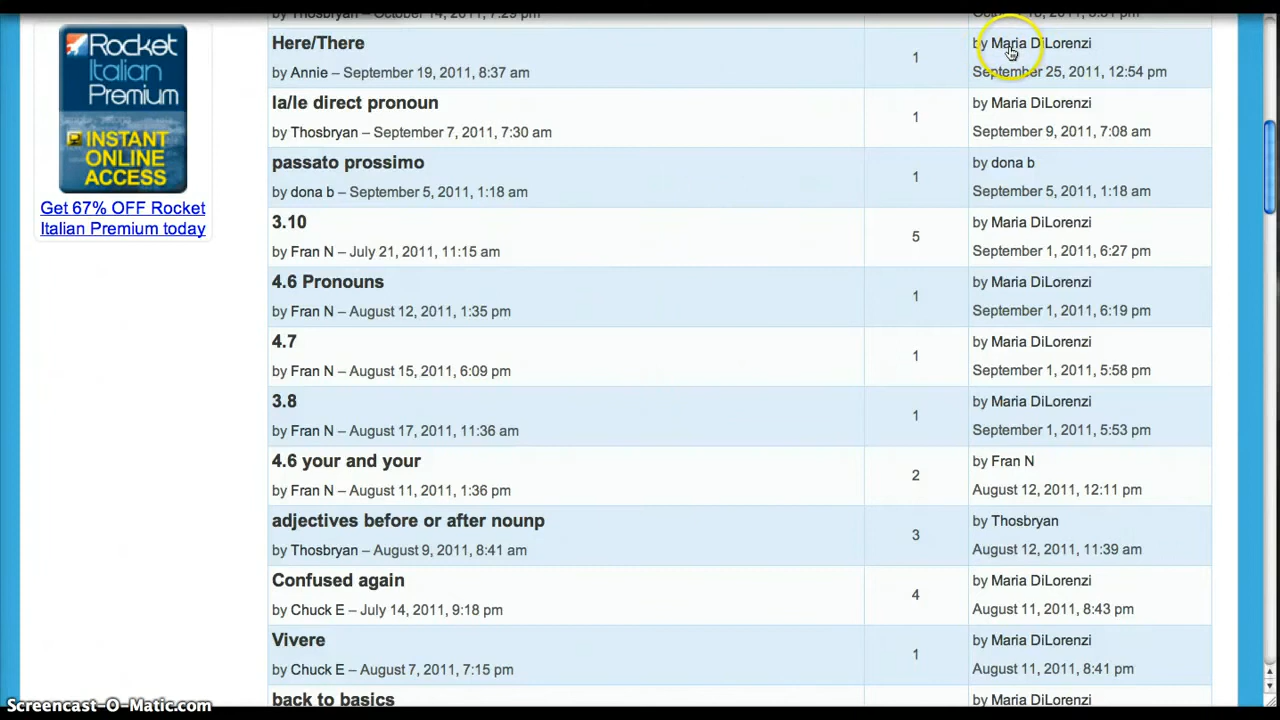 by Thosbryan – October 14, 2011, 7:29 pm
Here/There
by Annie – September 19, 2011, 8:37 am
1
by Maria DiLorenzi
September 25, 2011, 12:54 pm
la/le direct pronoun
by Thosbryan – September 7, 2011, 7:30 am
1
by Maria DiLorenzi
September 9, 2011, 7:08 am
passato prossimo
by dona b – September 5, 2011, 1:18 am
1
by dona b
September 5, 2011, 1:18 am
3.10
by Fran N – July 21, 2011, 11:15 am
5
by Maria DiLorenzi
September 1, 2011, 6:27 pm
4.6 Pronouns
by Fran N – August 12, 2011, 1:35 pm
1
by Maria DiLorenzi
September 1, 2011, 6:19 pm
4.7
by Fran N – August 15, 2011, 6:09 pm
1
by Maria DiLorenzi
September 1, 2011, 5:58 pm
3.8
by Fran N – August 17, 2011, 11:36 am
1
by Maria DiLorenzi
September 1, 2011, 5:53 pm
4.6 your and your
by Fran N – August 11, 2011, 1:36 pm
2
by Fran N
August 12, 2011, 12:11 pm
adjectives before or after nounp
by Thosbryan – August 9, 2011, 8:41 am
3
by Thosbryan
August 12, 2011, 11:39 am
Confused again
by Chuck E – July 14, 2011, 9:18 pm
4
by Maria DiLorenzi
August 11, 2011, 8:43 pm
Vivere
by Chuck E – August 7, 2011, 7:15 pm
1
by Maria DiLorenzi
August 11, 2011, 8:41 pm
back to basics
by Maria DiLorenzi
Rocket
Italian
Premium
INSTANT
ONLINE
ACCESS
Get 67% OFF Rocket
Italian Premium today
Screencast-O-Matic.com